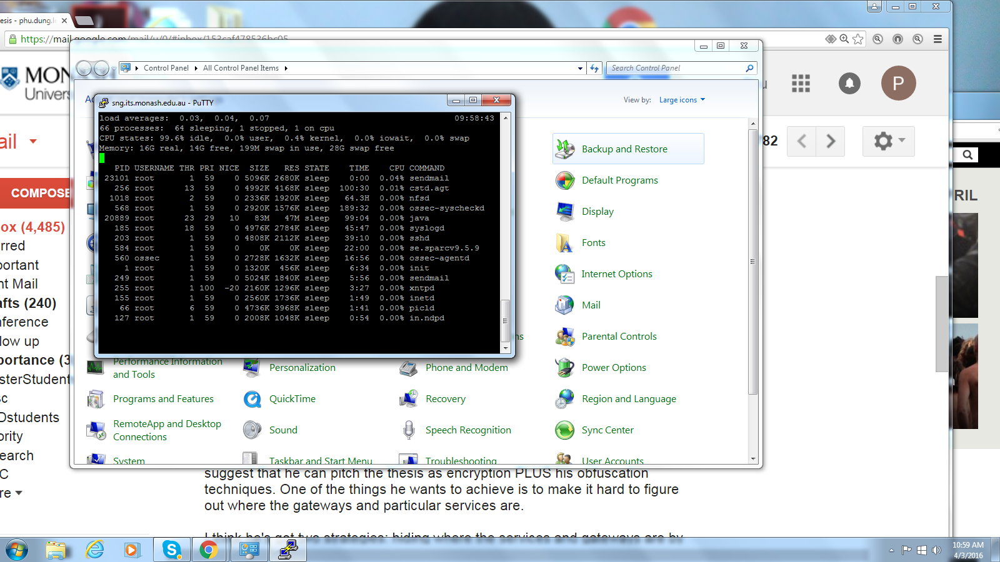 esis - phu.dung.l
https://mail.google.com/mail/u/0/#inbox/153caf478536bc05
Control Panel
All Control Panel Items
Search Control Panel
MON
Univers
View by:
Large icons
P
sng.its.monash.edu.au - PuTTY
load averages:  0.03,  0.04,  0.07 09:58:43
66 processes:  64 sleeping, 1 stopped, 1 on cpu
CPU states: 99.6% idle,  0.0% user,  0.4% kernel,  0.0% iowait,  0.0% swap
Memory: 16G real, 14G free, 199M swap in use, 28G swap free
PID USERNAME THR PRI NICE  SIZE   RES STATE    TIME    CPU COMMAND
23101 root       1  59    0 5096K 2680K sleep    0:00  0.04% sendmail
256 root      13  59    0 4992K 4168K sleep  100:30  0.01% cstd.agt
1018 root       2  59    0 2336K 1920K sleep   64.3H  0.00% nfsd
568 root       1  59    0 2920K 1576K sleep  189:32  0.00% ossec-syscheckd
20889 root      23  29   10   83M   47M sleep   99:04  0.00% java
185 root      18  59    0 4976K 2784K sleep   45:47  0.00% syslogd
203 root       1  59    0 4808K 2112K sleep   39:10  0.00% sshd
584 root       1  59    0    0K    0K sleep   22:00  0.00% se.sparcv9.5.9
560 ossec      1  59    0 2728K 1632K sleep   16:56  0.00% ossec-agentd
1 root       1  59    0 1320K  456K sleep    6:34  0.00% init
249 root       1  59    0 5024K 1840K sleep    5:56  0.00% sendmail
255 root       1 100  -20 2160K 1296K sleep    3:27  0.00% xntpd
155 root       1  59    0 2560K 1736K sleep    1:49  0.00% inetd
66 root       6  59    0 4736K 3968K sleep    1:41  0.00% picld
127 root       1  59    0 2008K 1048K sleep    0:54  0.00% in.ndpd
Backup and Restore
Default Programs
Display
Fonts
Internet Options
Mail
Parental Controls
Performance Information
and Tools
Personalization
Phone and Modem
Power Options
Programs and Features
QuickTime
Recovery
Region and Language
RemoteApp and Desktop
Connections
Sound
Speech Recognition
Sync Center
System
Taskbar and Start Menu
Troubleshooting
User Accounts
82
RIL
ail
COMPOSE
ox (4,485)
rred
portant
nt Mail
afts (240)
nference
low up
portance (3
sterStudent
sc
Dstudents
ority
search
C
re
suggest that he can pitch the thesis as encryption PLUS his obfuscation
techniques. One of the things he wants to achieve is to make it hard to figure
out where the gateways and particular services are.
I think he's got two strategies: hiding where the services and gateways are by
10:59 AM
4/3/2016